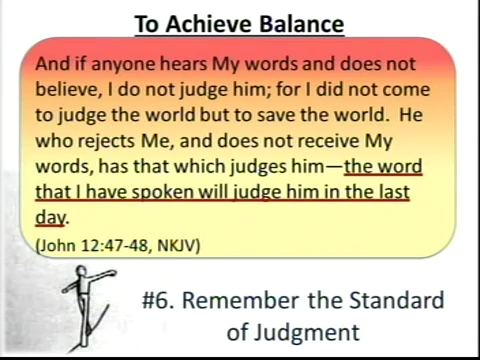 To Achieve Balance
And if anyone hears My words and does not
believe, I do not judge him; for I did not come
to judge the world but to save the world.  He
who rejects Me, and does not receive My
words, has that which judges him—the word
that I have spoken will judge him in the last
day.
(John 12:47-48, NKJV)
#6. Remember the Standard
of Judgment